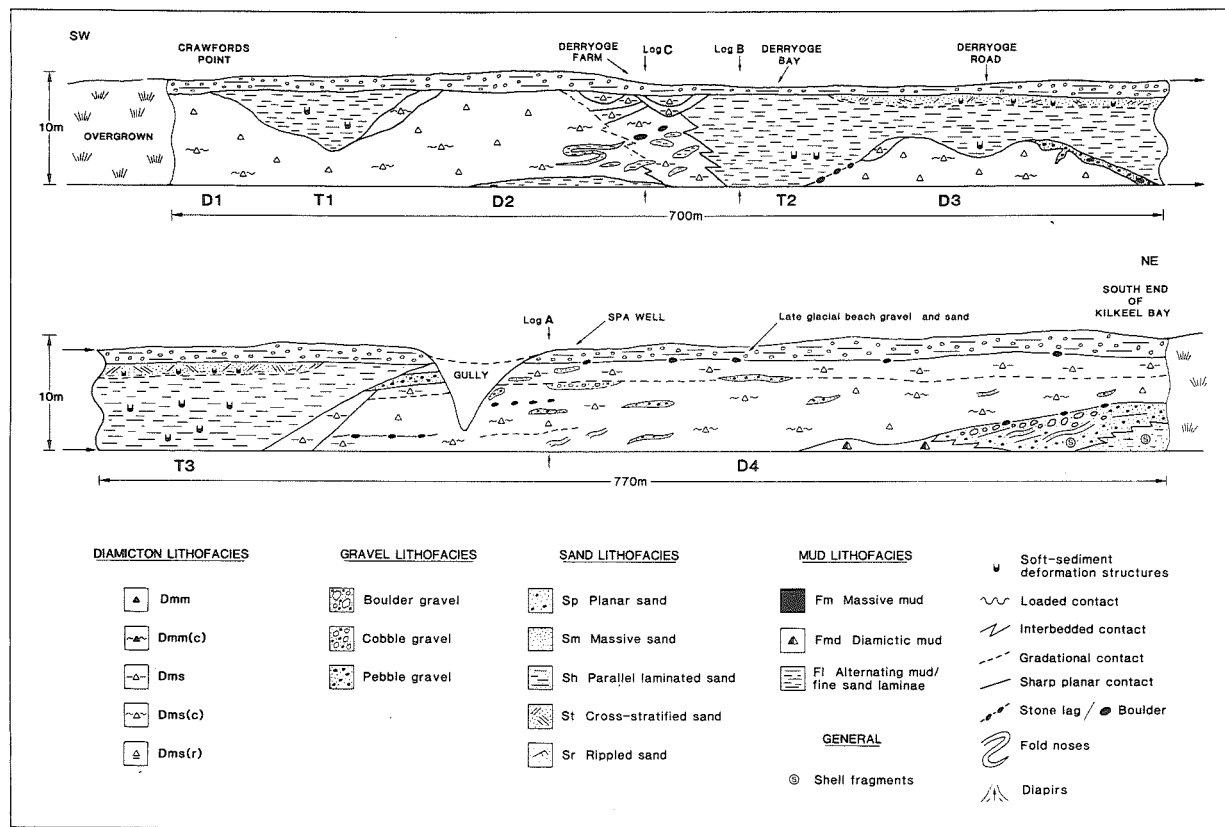 SW
CRAWFORDS
POINT
DERRYOGE
FARM
Log C
Log B
DERRYOGE
BAY
DERRYOGE
ROAD
10m
OVERGROWN
D1
T1
D2
T2
D3
700m
NE
SOUTH END
OF
KILKEEL BAY
Log A
SPA WELL
Late glacial beach gravel and sand
10m
GULLY
T3
D4
770m
DIAMICTON LITHOFACIES
Dmm
Dmm(c)
Dms
Dms(c)
Dms(r)
GRAVEL LITHOFACIES
Boulder gravel
Cobble gravel
Pebble gravel
SAND LITHOFACIES
Sp Planar sand
Sm Massive sand
Sh Parallel laminated sand
St Cross-stratified sand
Sr Rippled sand
MUD LITHOFACIES
Fm Massive mud
Fmd Diamictic mud
Fl Alternating mud/
fine sand laminae
GENERAL
S Shell fragments
Soft-sediment
deformation structures
Loaded contact
Interbedded contact
Gradational contact
Sharp planar contact
Stone lag / Boulder
Fold noses
Diapirs